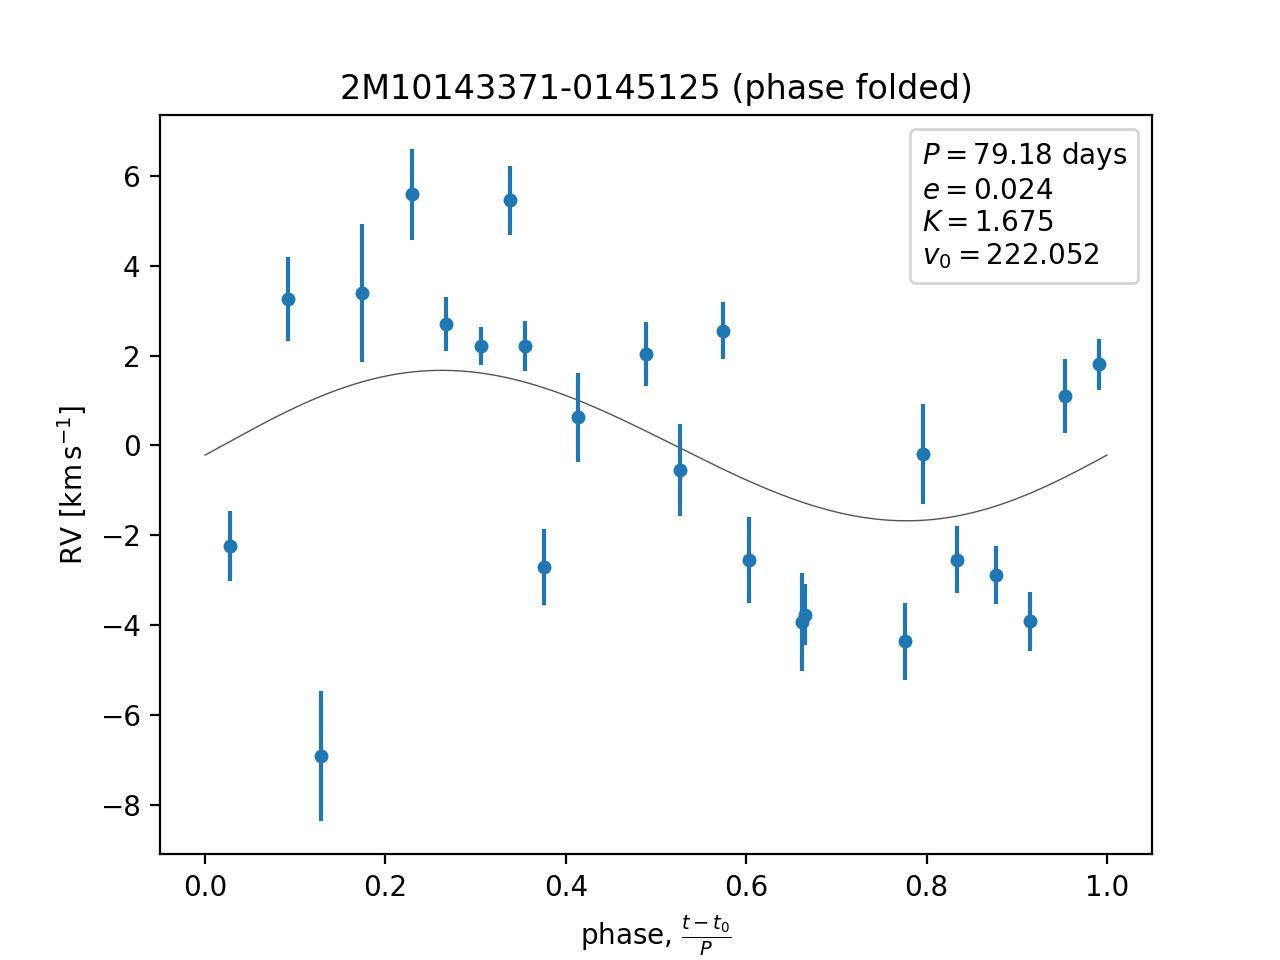 2M10143371-0145125 (phase folded)
P = 79.18 days
e = 0.024
K = 1.675
v₀ = 222.052
6
4
2
0
−2
−4
−6
−8
RV [km s⁻¹]
0.0 0.2 0.4 0.6 0.8 1.0
phase, (t − t₀)/P